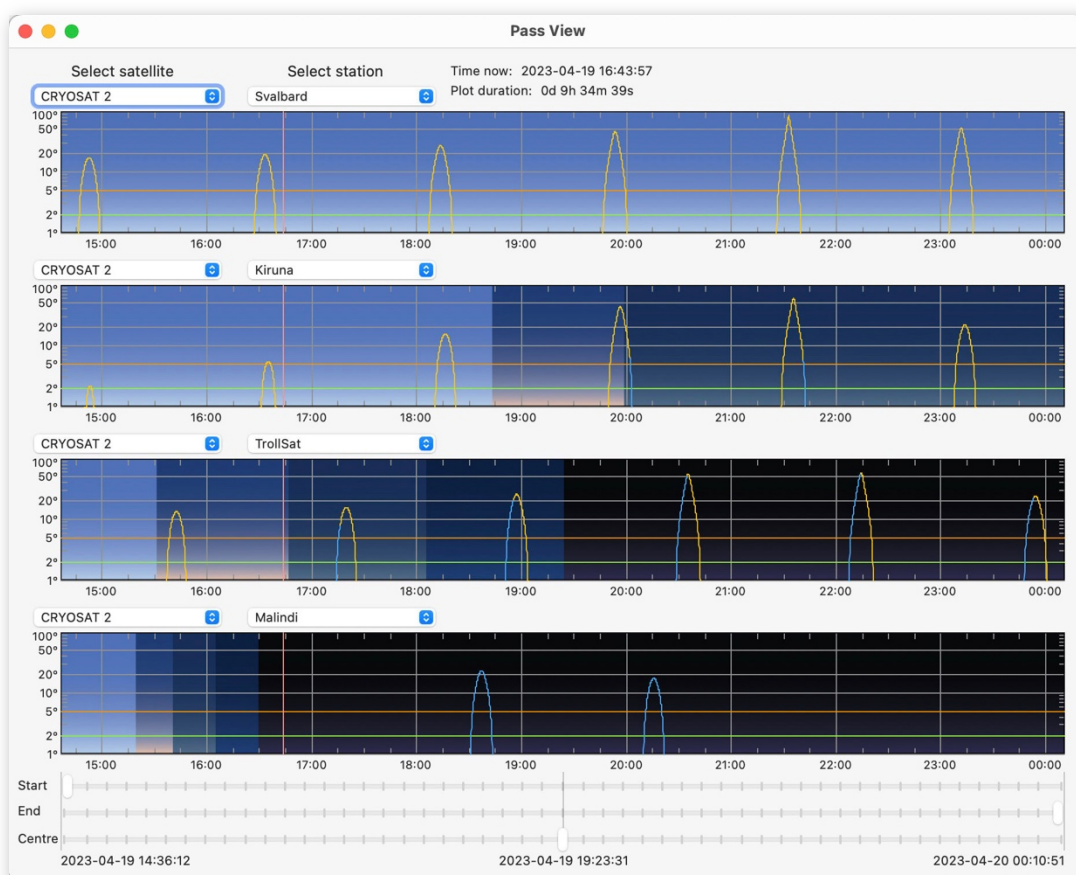 Pass View
Select satellite Select station Time now: 2023-04-19 16:43:57
CRYOSAT 2 Svalbard Plot duration: 0d 9h 34m 39s
100°
50°
20°
10°
5°
2°
1°
15:00 16:00 17:00 18:00 19:00 20:00 21:00 22:00 23:00 00:00
CRYOSAT 2 Kiruna
100°
50°
20°
10°
5°
2°
1°
15:00 16:00 17:00 18:00 19:00 20:00 21:00 22:00 23:00 00:00
CRYOSAT 2 TrollSat
100°
50°
20°
10°
5°
2°
1°
15:00 16:00 17:00 18:00 19:00 20:00 21:00 22:00 23:00 00:00
CRYOSAT 2 Malindi
100°
50°
20°
10°
5°
2°
1°
15:00 16:00 17:00 18:00 19:00 20:00 21:00 22:00 23:00 00:00
Start
End
Centre
2023-04-19 14:36:12 2023-04-19 19:23:31 2023-04-20 00:10:51